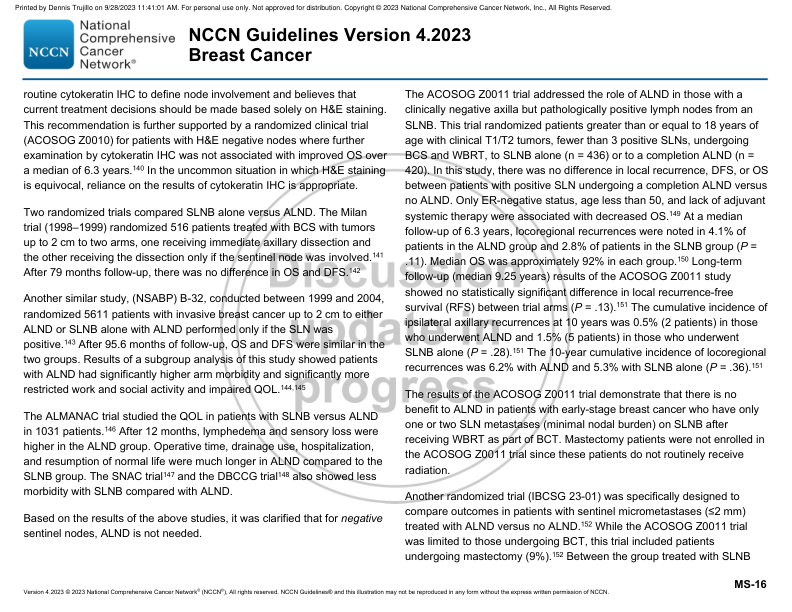 Printed by Dennis Trujillo on 9/28/2023 11:41:01 AM. For personal use only. Not approved for distribution. Copyright © 2023 National Comprehensive Cancer Network, Inc., All Rights Reserved.
NCCN
National
Comprehensive
Cancer
Network®
NCCN Guidelines Version 4.2023
Breast Cancer
routine cytokeratin IHC to define node involvement and believes that
current treatment decisions should be made based solely on H&E staining.
This recommendation is further supported by a randomized clinical trial
(ACOSOG Z0010) for patients with H&E negative nodes where further
examination by cytokeratin IHC was not associated with improved OS over
a median of 6.3 years.140 In the uncommon situation in which H&E staining
is equivocal, reliance on the results of cytokeratin IHC is appropriate.
Two randomized trials compared SLNB alone versus ALND. The Milan
trial (1998–1999) randomized 516 patients treated with BCS with tumors
up to 2 cm to two arms, one receiving immediate axillary dissection and
the other receiving the dissection only if the sentinel node was involved.141
After 79 months follow-up, there was no difference in OS and DFS.142
Another similar study, (NSABP) B-32, conducted between 1999 and 2004,
randomized 5611 patients with invasive breast cancer up to 2 cm to either
ALND or SLNB alone with ALND performed only if the SLN was
positive.143 After 95.6 months of follow-up, OS and DFS were similar in the
two groups. Results of a subgroup analysis of this study showed patients
with ALND had significantly higher arm morbidity and significantly more
restricted work and social activity and impaired QOL.144,145
The ALMANAC trial studied the QOL in patients with SLNB versus ALND
in 1031 patients.146 After 12 months, lymphedema and sensory loss were
higher in the ALND group. Operative time, drainage use, hospitalization,
and resumption of normal life were much longer in ALND compared to the
SLNB group. The SNAC trial147 and the DBCCG trial148 also showed less
morbidity with SLNB compared with ALND.
Based on the results of the above studies, it was clarified that for negative
sentinel nodes, ALND is not needed.
The ACOSOG Z0011 trial addressed the role of ALND in those with a
clinically negative axilla but pathologically positive lymph nodes from an
SLNB. This trial randomized patients greater than or equal to 18 years of
age with clinical T1/T2 tumors, fewer than 3 positive SLNs, undergoing
BCS and WBRT, to SLNB alone (n = 436) or to a completion ALND (n =
420). In this study, there was no difference in local recurrence, DFS, or OS
between patients with positive SLN undergoing a completion ALND versus
no ALND. Only ER-negative status, age less than 50, and lack of adjuvant
systemic therapy were associated with decreased OS.149 At a median
follow-up of 6.3 years, locoregional recurrences were noted in 4.1% of
patients in the ALND group and 2.8% of patients in the SLNB group (P =
.11). Median OS was approximately 92% in each group.150 Long-term
follow-up (median 9.25 years) results of the ACOSOG Z0011 study
showed no statistically significant difference in local recurrence-free
survival (RFS) between trial arms (P = .13).151 The cumulative incidence of
ipsilateral axillary recurrences at 10 years was 0.5% (2 patients) in those
who underwent ALND and 1.5% (5 patients) in those who underwent
SLNB alone (P = .28).151 The 10-year cumulative incidence of locoregional
recurrences was 6.2% with ALND and 5.3% with SLNB alone (P = .36).151
The results of the ACOSOG Z0011 trial demonstrate that there is no
benefit to ALND in patients with early-stage breast cancer who have only
one or two SLN metastases (minimal nodal burden) on SLNB after
receiving WBRT as part of BCT. Mastectomy patients were not enrolled in
the ACOSOG Z0011 trial since these patients do not routinely receive
radiation.
Another randomized trial (IBCSG 23-01) was specifically designed to
compare outcomes in patients with sentinel micrometastases (≤2 mm)
treated with ALND versus no ALND.152 While the ACOSOG Z0011 trial
was limited to those undergoing BCT, this trial included patients
undergoing mastectomy (9%).152 Between the group treated with SLNB
Discussion
update in
progress
MS-16
Version 4.2023 © 2023 National Comprehensive Cancer Network® (NCCN®), All rights reserved. NCCN Guidelines® and this illustration may not be reproduced in any form without the express written permission of NCCN.